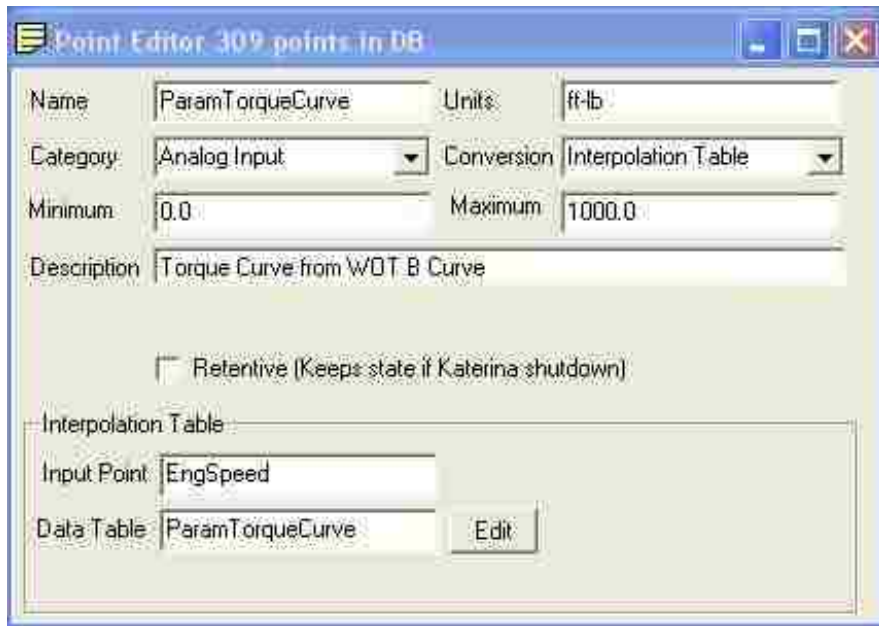 Point Editor 309 points in DB
Name ParamTorqueCurve Units ft-lb
Category Analog Input Conversion Interpolation Table
Minimum 0.0 Maximum 1000.0
Description Torque Curve from WOT B Curve
Retentive (Keeps state if Katerina shutdown)
Interpolation Table
Input Point EngSpeed
Data Table ParamTorqueCurve Edit